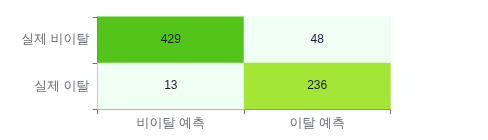 실제 비이탈 429 48
실제 이탈 13 236
비이탈 예측 이탈 예측